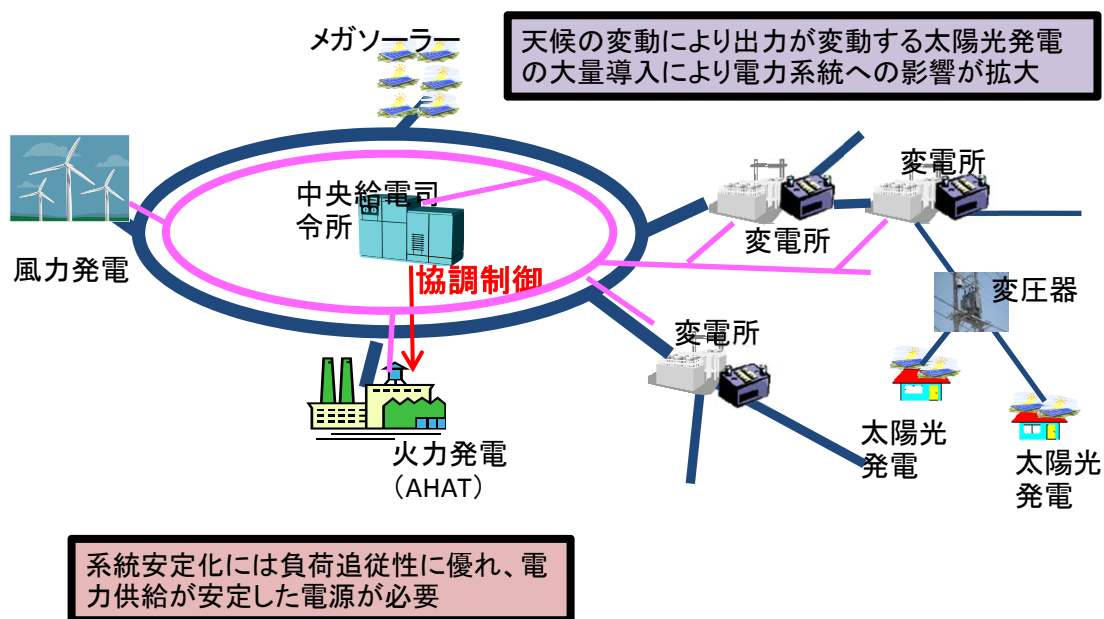 メガソーラー
天候の変動により出力が変動する太陽光発電
の大量導入により電力系統への影響が拡大
変電所
中央給電司
令所
変電所
風力発電
協調制御
変圧器
変電所
火力発電
（AHAT）
太陽光
発電
太陽光
発電
系統安定化には負荷追従性に優れ、電
力供給が安定した電源が必要